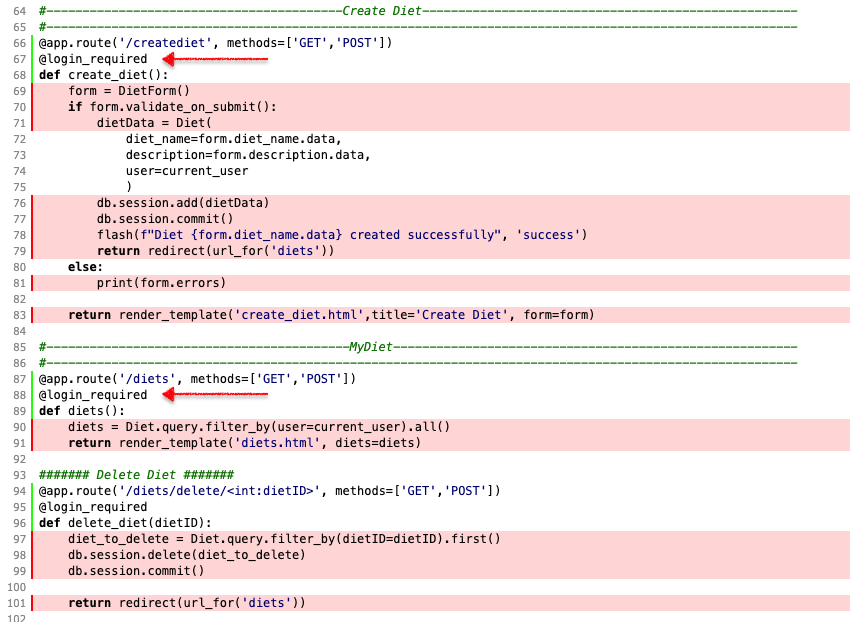 64 #-----------------------------------------Create Diet----------------------------------------------------
65 #--------------------------------------------------------------------------------------------------------
66 @app.route('/creatediet', methods=['GET','POST'])
67 @login_required
68 def create_diet():
69     form = DietForm()
70     if form.validate_on_submit():
71         dietData = Diet(
72             diet_name=form.diet_name.data,
73             description=form.description.data,
74             user=current_user
75             )
76         db.session.add(dietData)
77         db.session.commit()
78         flash(f"Diet {form.diet_name.data} created successfully", 'success')
79         return redirect(url_for('diets'))
80     else:
81         print(form.errors)
82
83     return render_template('create_diet.html',title='Create Diet', form=form)
84
85 #------------------------------------------MyDiet--------------------------------------------------------
86 #--------------------------------------------------------------------------------------------------------
87 @app.route('/diets', methods=['GET','POST'])
88 @login_required
89 def diets():
90     diets = Diet.query.filter_by(user=current_user).all()
91     return render_template('diets.html', diets=diets)
92
93 ####### Delete Diet #######
94 @app.route('/diets/delete/<int:dietID>', methods=['GET','POST'])
95 @login_required
96 def delete_diet(dietID):
97     diet_to_delete = Diet.query.filter_by(dietID=dietID).first()
98     db.session.delete(diet_to_delete)
99     db.session.commit()
100
101     return redirect(url_for('diets'))
102